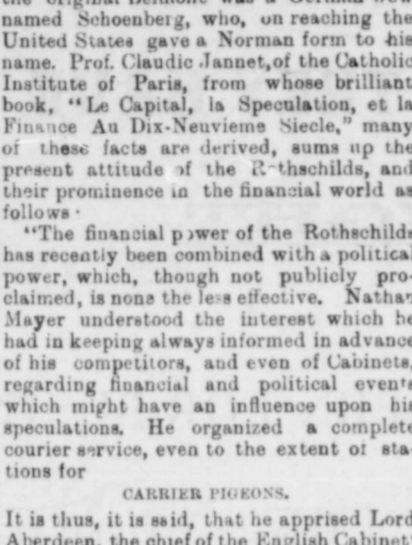 the original Belmont was a German Jew
named Schoenberg, who, on reaching the
United States gave a Norman form to his
name. Prof. Claudic Jannet, of the Catholic
Institute of Paris, from whose brilliant
book, "Le Capital, la Speculation, et la
Finance Au Dix-Neuvieme Siecle," many
of these facts are derived, sums up the
present attitude of the Rothschilds, and
their prominence in the financial world as
follows:
"The financial power of the Rothschilds
has recently been combined with a political
power, which, though not publicly pro-
claimed, is none the less effective. Nathan
Mayer understood the interest which he
had in keeping always informed in advance
of his competitors, and even of Cabinets,
regarding financial and political events
which might have an influence upon his
speculations. He organized a complete
courier service, even to the extent of sta-
tions for
CARRIER PIGEONS.
It is thus, it is said, that he apprised Lord
Aberdeen, the chief of the English Cabinet